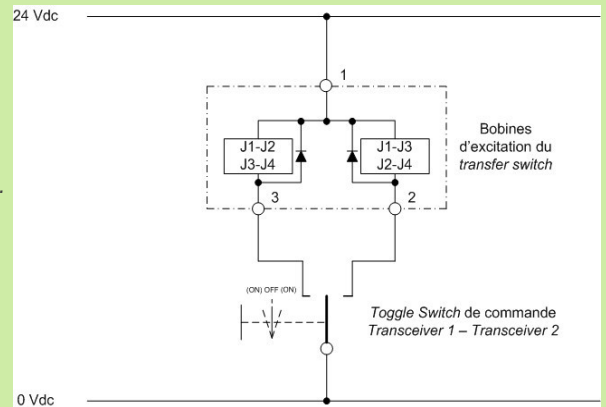 24 Vdc
1
J1-J2
J3-J4
J1-J3
J2-J4
Bobines
d'excitation du
transfer switch
3
2
(ON) OFF (ON)
Toggle Switch de commande
Transceiver 1 – Transceiver 2
0 Vdc